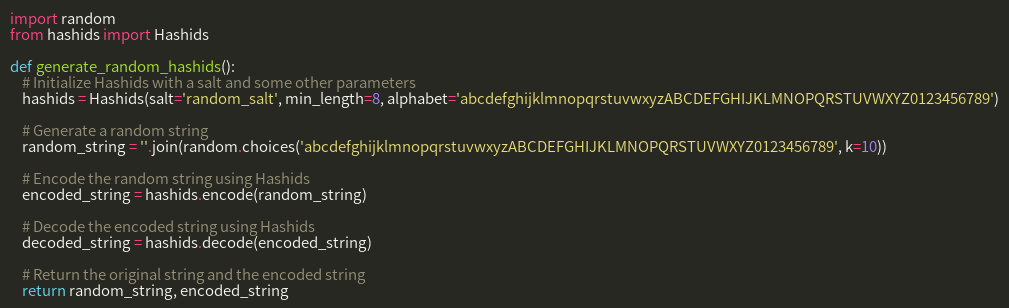 import random
from hashids import Hashids
def generate_random_hashids():
# Initialize Hashids with a salt and some other parameters
hashids = Hashids(salt='random_salt', min_length=8, alphabet='abcdefghijklmnopqrstuvwxyzABCDEFGHIJKLMNOPQRSTUVWXYZ0123456789')
# Generate a random string
random_string = ''.join(random.choices('abcdefghijklmnopqrstuvwxyzABCDEFGHIJKLMNOPQRSTUVWXYZ0123456789', k=10))
# Encode the random string using Hashids
encoded_string = hashids.encode(random_string)
# Decode the encoded string using Hashids
decoded_string = hashids.decode(encoded_string)
# Return the original string and the encoded string
return random_string, encoded_string